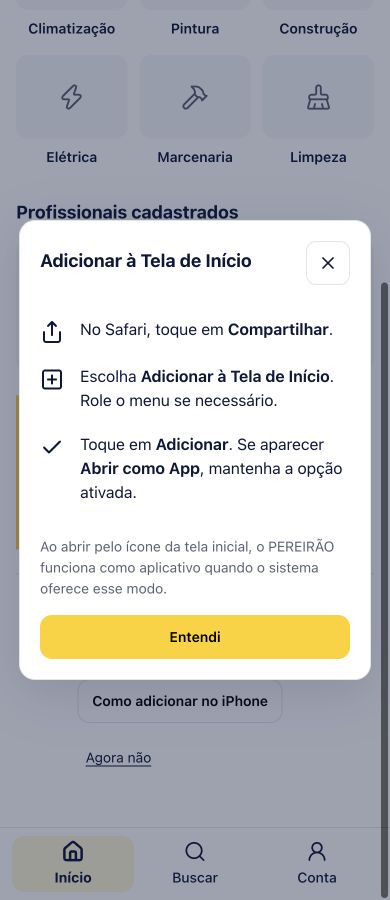 Climatização
Pintura
Construção
Elétrica
Marcenaria
Limpeza
Profissionais cadastrados
Adicionar à Tela de Início
No Safari, toque em Compartilhar.
Escolha Adicionar à Tela de Início.
Role o menu se necessário.
Toque em Adicionar. Se aparecer
Abrir como App, mantenha a opção
ativada.
Ao abrir pelo ícone da tela inicial, o PEREIRÃO
funciona como aplicativo quando o sistema
oferece esse modo.
Entendi
Como adicionar no iPhone
Agora não
Início
Buscar
Conta